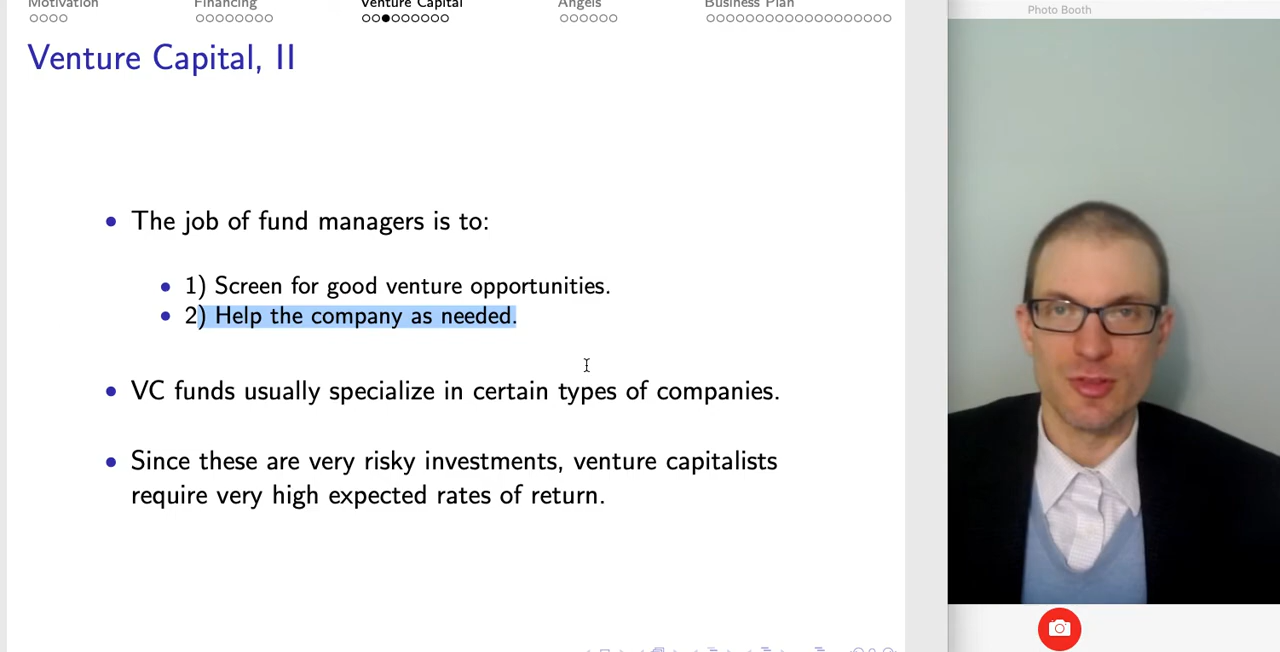 Motivation Financing Venture Capital Angels Business Plan
Photo Booth
Venture Capital, II
• The job of fund managers is to:
• 1) Screen for good venture opportunities.
• 2) Help the company as needed.
• VC funds usually specialize in certain types of companies.
• Since these are very risky investments, venture capitalists
require very high expected rates of return.